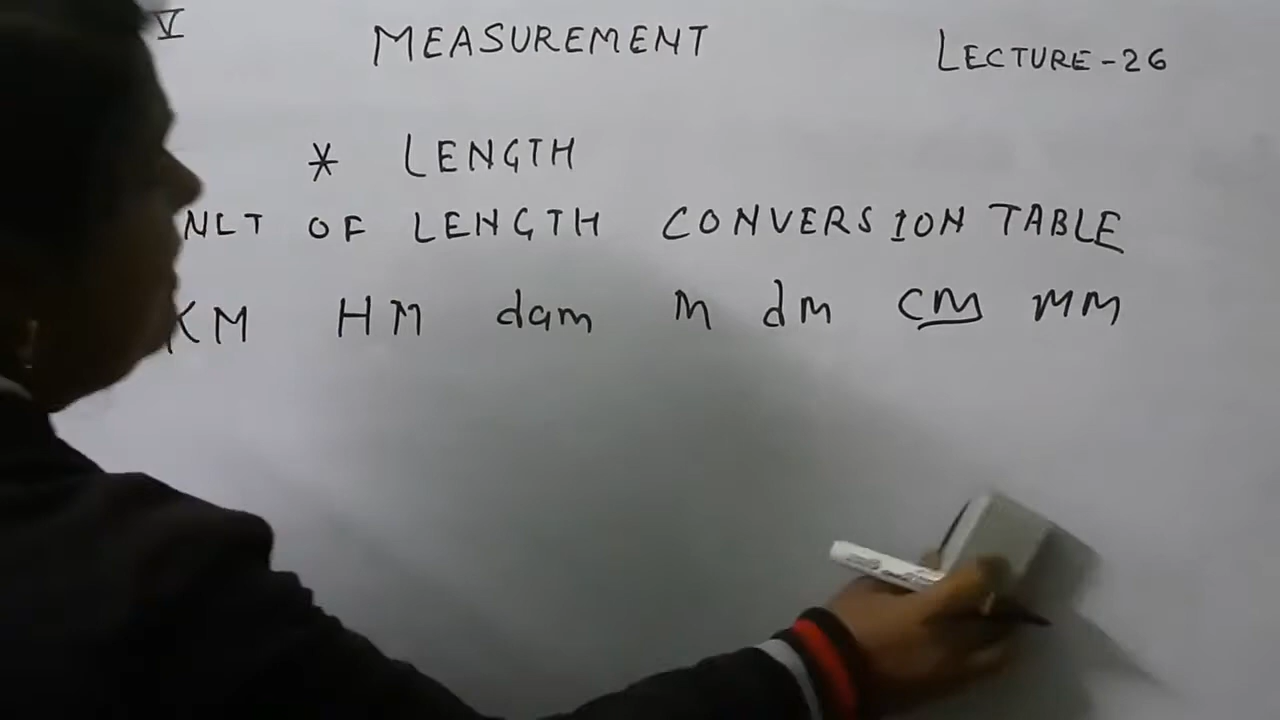 V MEASUREMENT LECTURE-26
* LENGTH
OF LENGTH CONVERSION TABLE
KM HM dam m dm cm MM